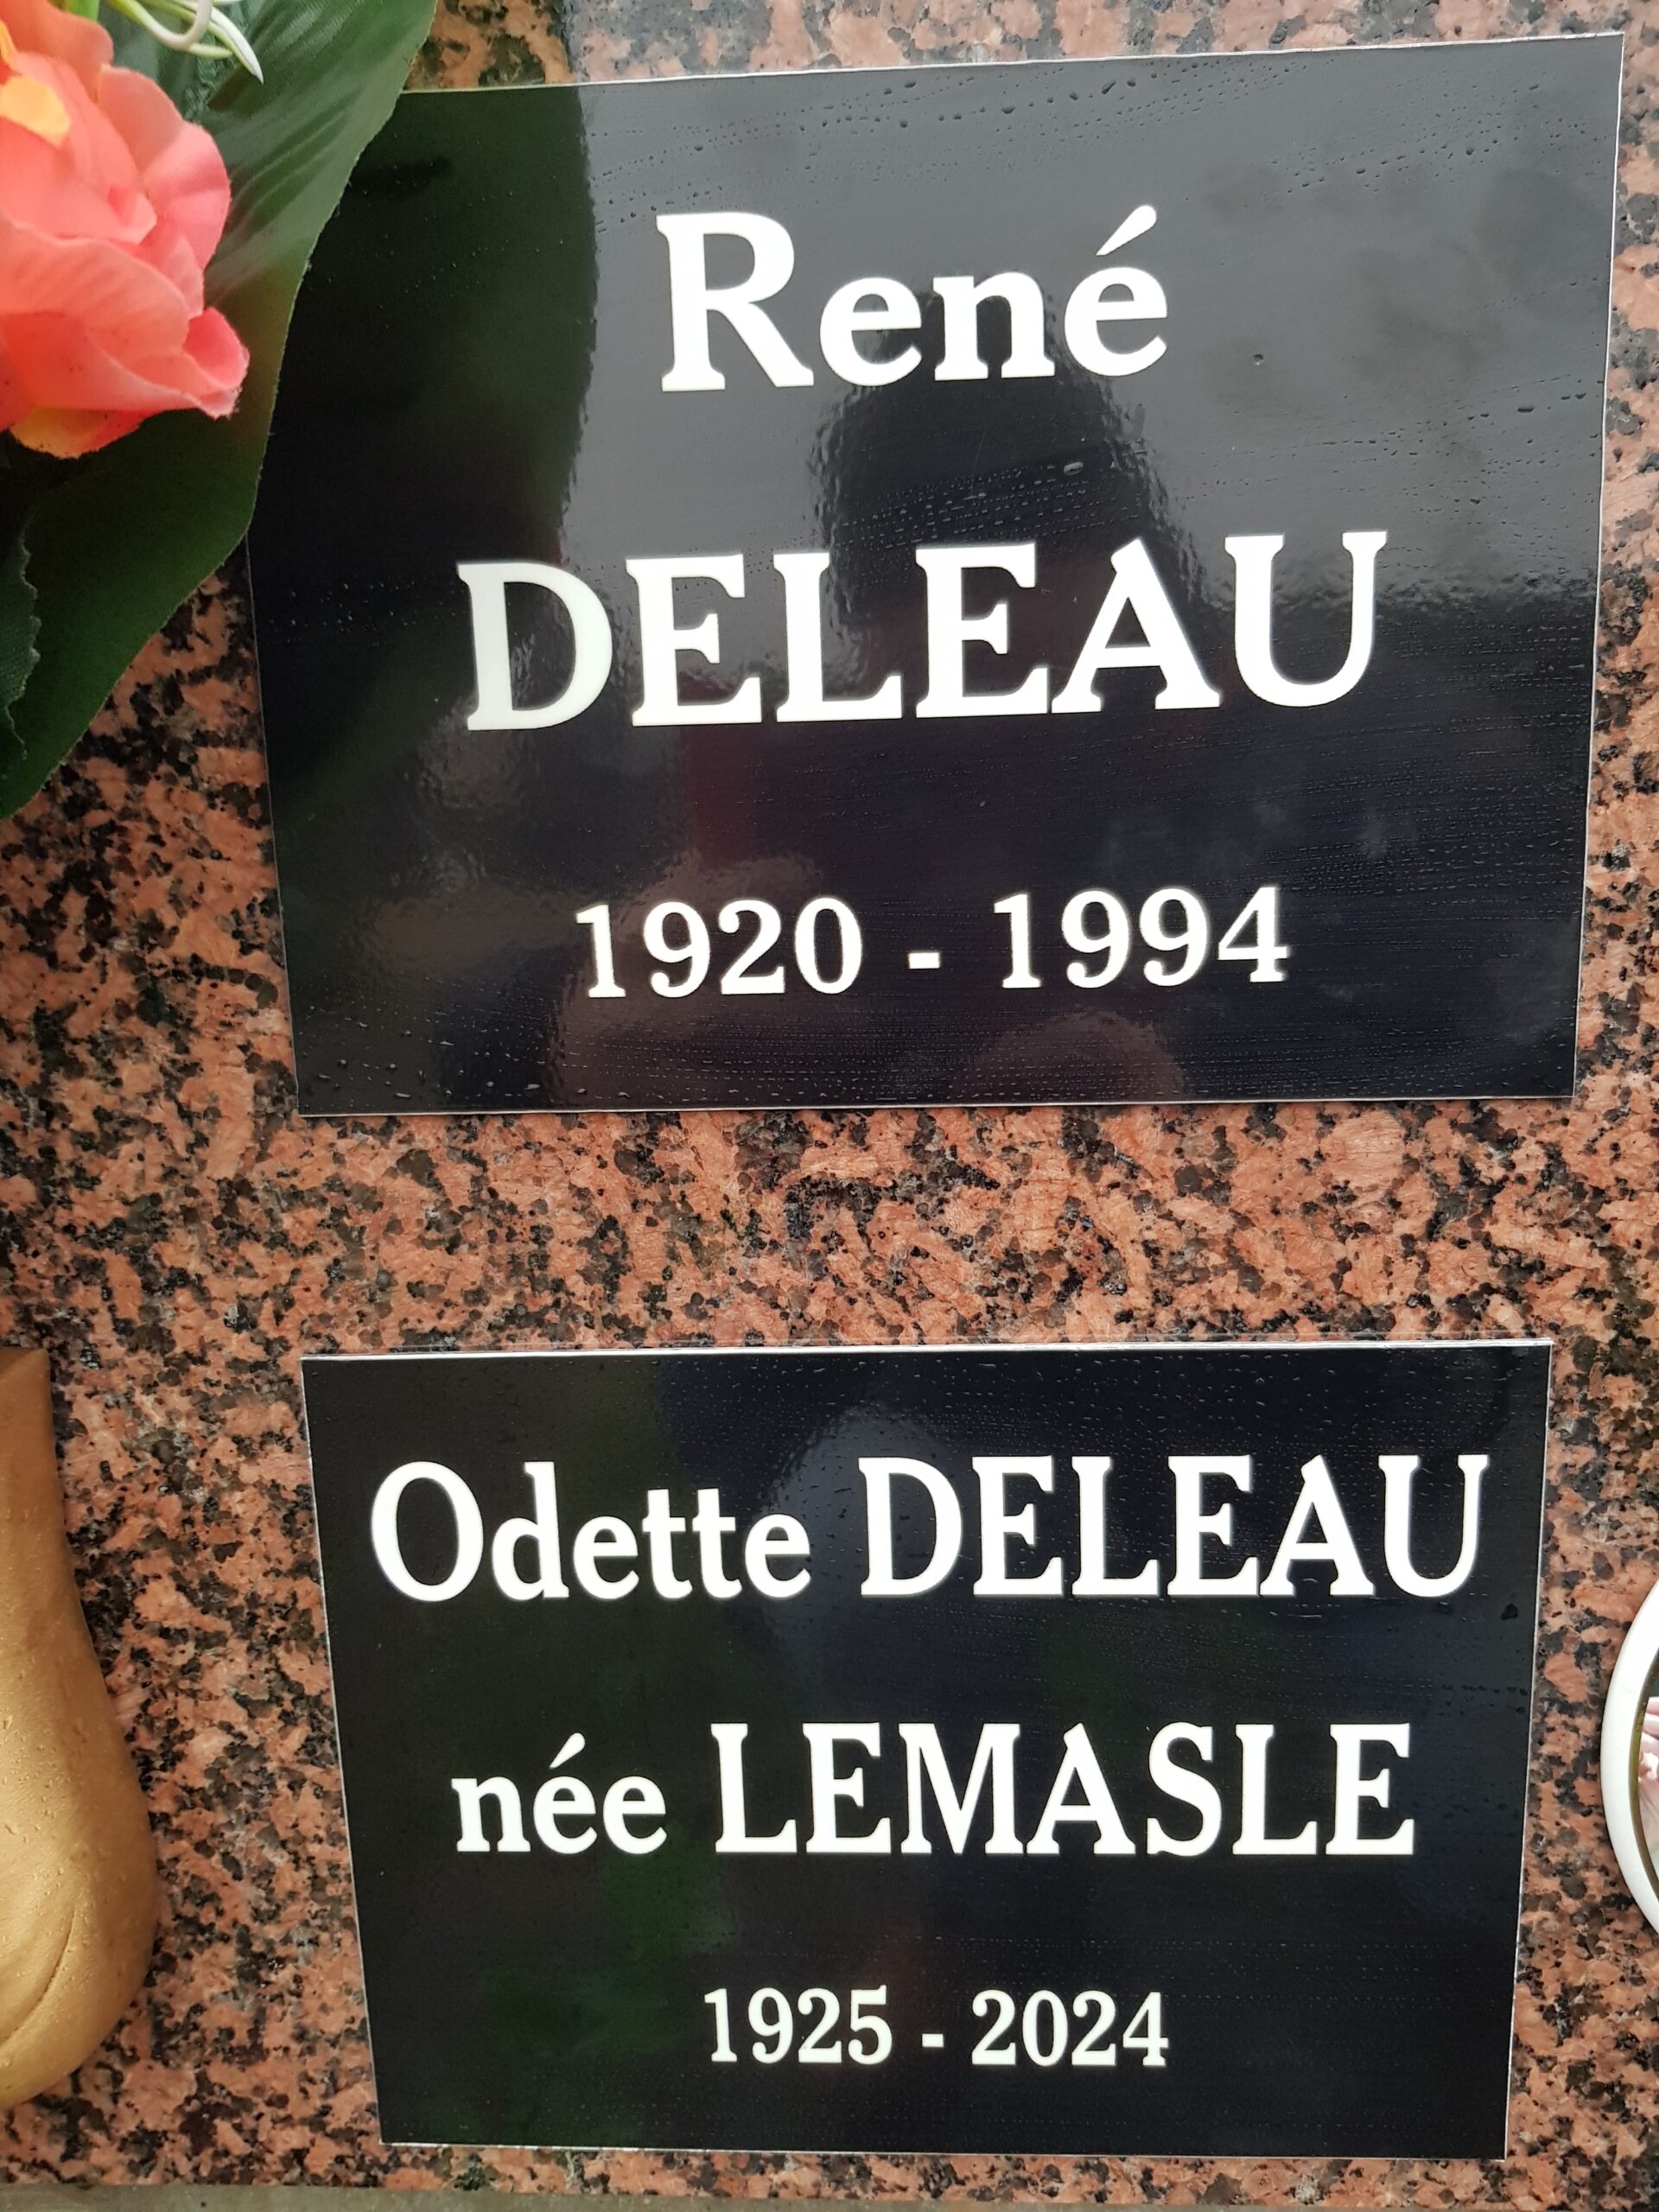 René
DELEAU
1920 - 1994
Odette DELEAU
née LEMASLE
1925 - 2024